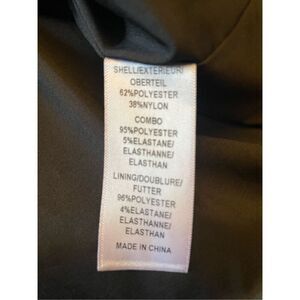 SHELL/EXTERIEUR/
OBERTEIL
62%POLYESTER
38%NYLON
COMBO
95%POLYESTER
5%ELASTANE/
ELASTHANNE/
ELASTHAN
LINING/DOUBLURE/
FUTTER
96%POLYESTER
4%ELASTANE/
ELASTHANNE/
ELASTHAN
MADE IN CHINA